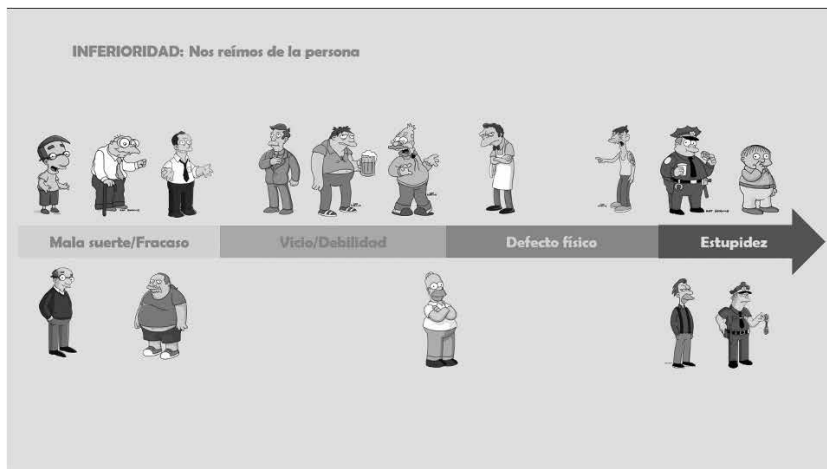 INFERIORIDAD: Nos reímos de la persona
Mala suerte/Fracaso
Vicio/Debilidad
Defecto físico
Estupidez